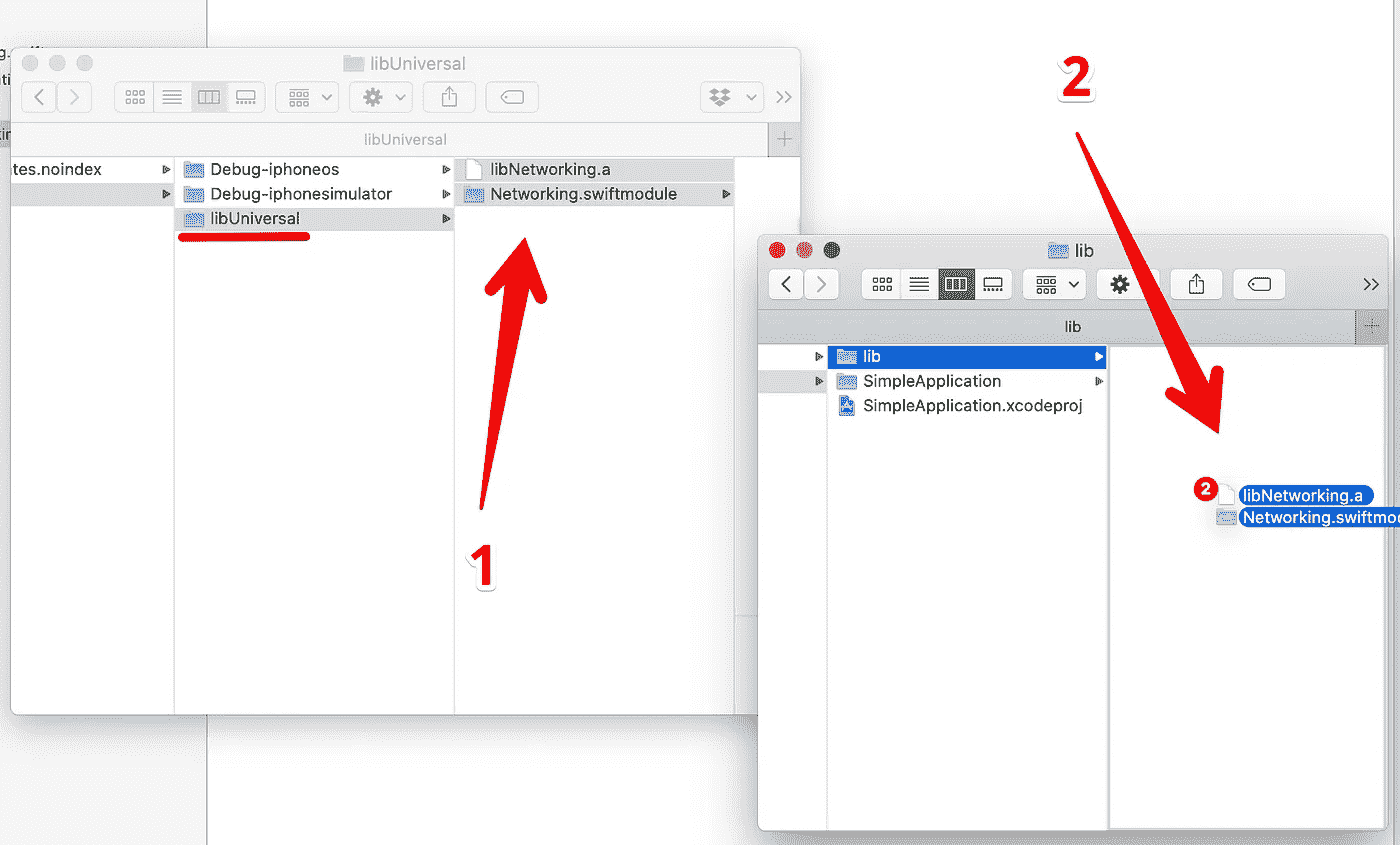 libUniversal
libUniversal
tes.noindex
Debug-iphoneos
Debug-iphonesimulator
libUniversal
libNetworking.a
Networking.swiftmodule
1
2
lib
lib
lib
SimpleApplication
SimpleApplication.xcodeproj
2
libNetworking.a
Networking.swiftmod